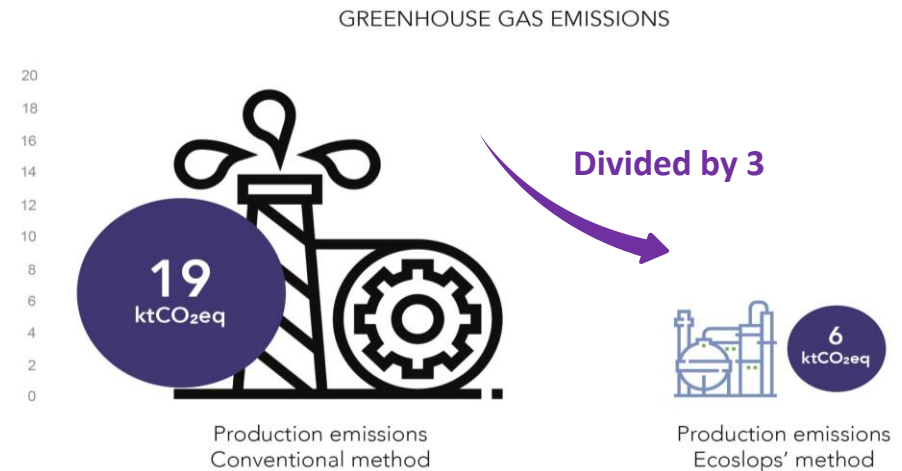 GREENHOUSE GAS EMISSIONS
20
18
16
14
12
10
8
6
4
2
0
Divided by 3
19
ktCO₂eq
6
ktCO₂eq
Production emissions
Conventional method
Production emissions
Ecoslops’ method